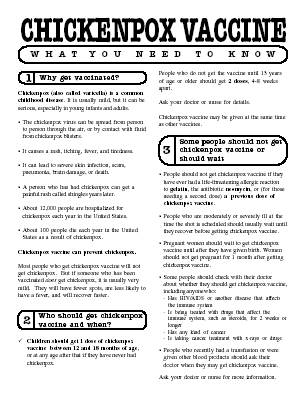 CHICKENPOX VACCINE
WHAT YOU NEED TO KNOW
1 Why get vaccinated?
Chickenpox (also called varicella) is a common
childhood disease. It is usually mild, but it can be
serious, especially in young infants and adults.
• The chickenpox virus can be spread from person
to person through the air, or by contact with fluid
from chickenpox blisters.
• It causes a rash, itching, fever, and tiredness.
• It can lead to severe skin infection, scars,
pneumonia, brain damage, or death.
• A person who has had chickenpox can get a
painful rash called shingles years later.
• About 12,000 people are hospitalized for
chickenpox each year in the United States.
• About 100 people die each year in the United
States as a result of chickenpox.
Chickenpox vaccine can prevent chickenpox.
Most people who get chickenpox vaccine will not
get chickenpox. But if someone who has been
vaccinated does get chickenpox, it is usually very
mild. They will have fewer spots, are less likely to
have a fever, and will recover faster.
2 Who should get chickenpox
vaccine and when?
✓ Children should get 1 dose of chickenpox
vaccine between 12 and 18 months of age,
or at any age after that if they have never had
chickenpox.
People who do not get the vaccine until 13 years
of age or older should get 2 doses, 4-8 weeks
apart.
Ask your doctor or nurse for details.
Chickenpox vaccine may be given at the same time
as other vaccines.
3 Some people should not get
chickenpox vaccine or
should wait
• People should not get chickenpox vaccine if they
have ever had a life-threatening allergic reaction
to gelatin, the antibiotic neomycin, or (for those
needing a second dose) a previous dose of
chickenpox vaccine.
• People who are moderately or severely ill at the
time the shot is scheduled should usually wait until
they recover before getting chickenpox vaccine.
• Pregnant women should wait to get chickenpox
vaccine until after they have given birth. Women
should not get pregnant for 1 month after getting
chickenpox vaccine.
• Some people should check with their doctor
about whether they should get chickenpox vaccine,
including anyone who:
- Has HIV/AIDS or another disease that affects
the immune system
- Is being treated with drugs that affect the
immune system, such as steroids, for 2 weeks or
longer
- Has any kind of cancer
- Is taking cancer treatment with x-rays or drugs
• People who recently had a transfusion or were
given other blood products should ask their
doctor when they may get chickenpox vaccine.
Ask your doctor or nurse for more information.